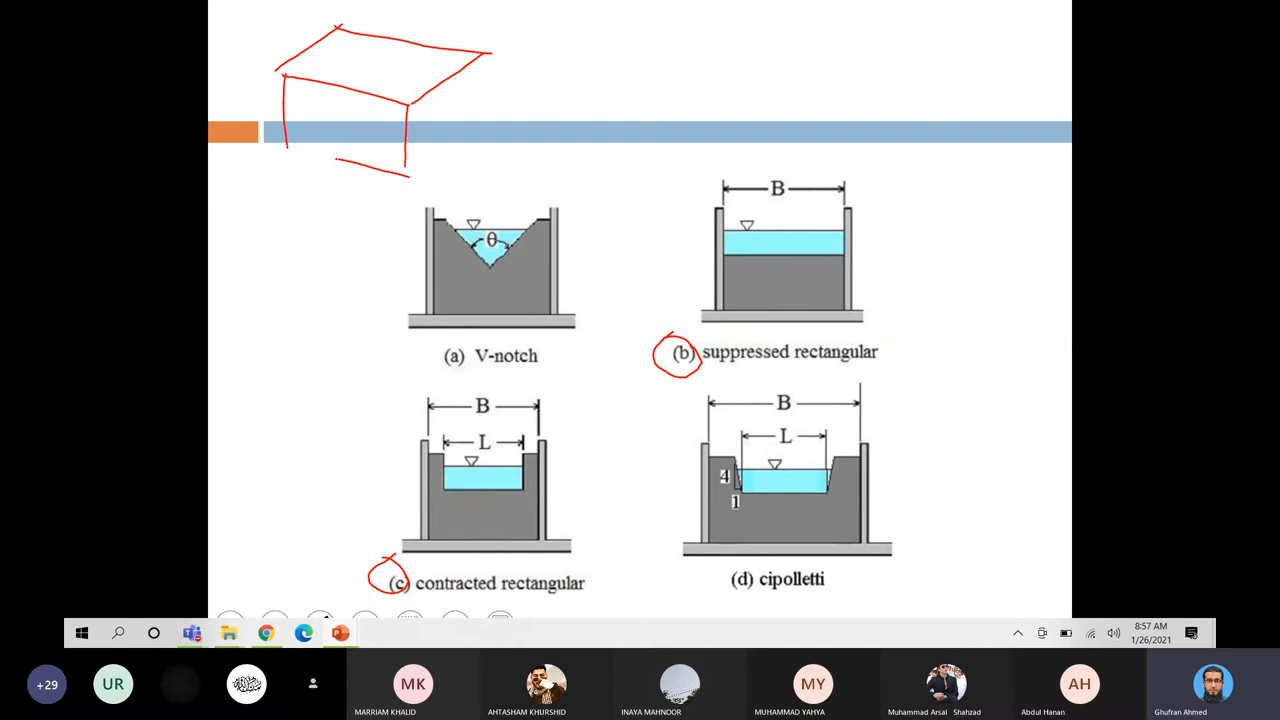 B
θ
(a) V-notch
(b) suppressed rectangular
B
L
B
L
4
1
(c) contracted rectangular
(d) cipolletti
8:57 AM
1/26/2021
+29
UR
MK
MY
AH
MARRIAM KHALID
AHTASHAM KHURSHID
INAYA MAHNOOR
MUHAMMAD YAHYA
Muhammad Arsal Shahzad
Abdul Hanan
Ghufran Ahmed